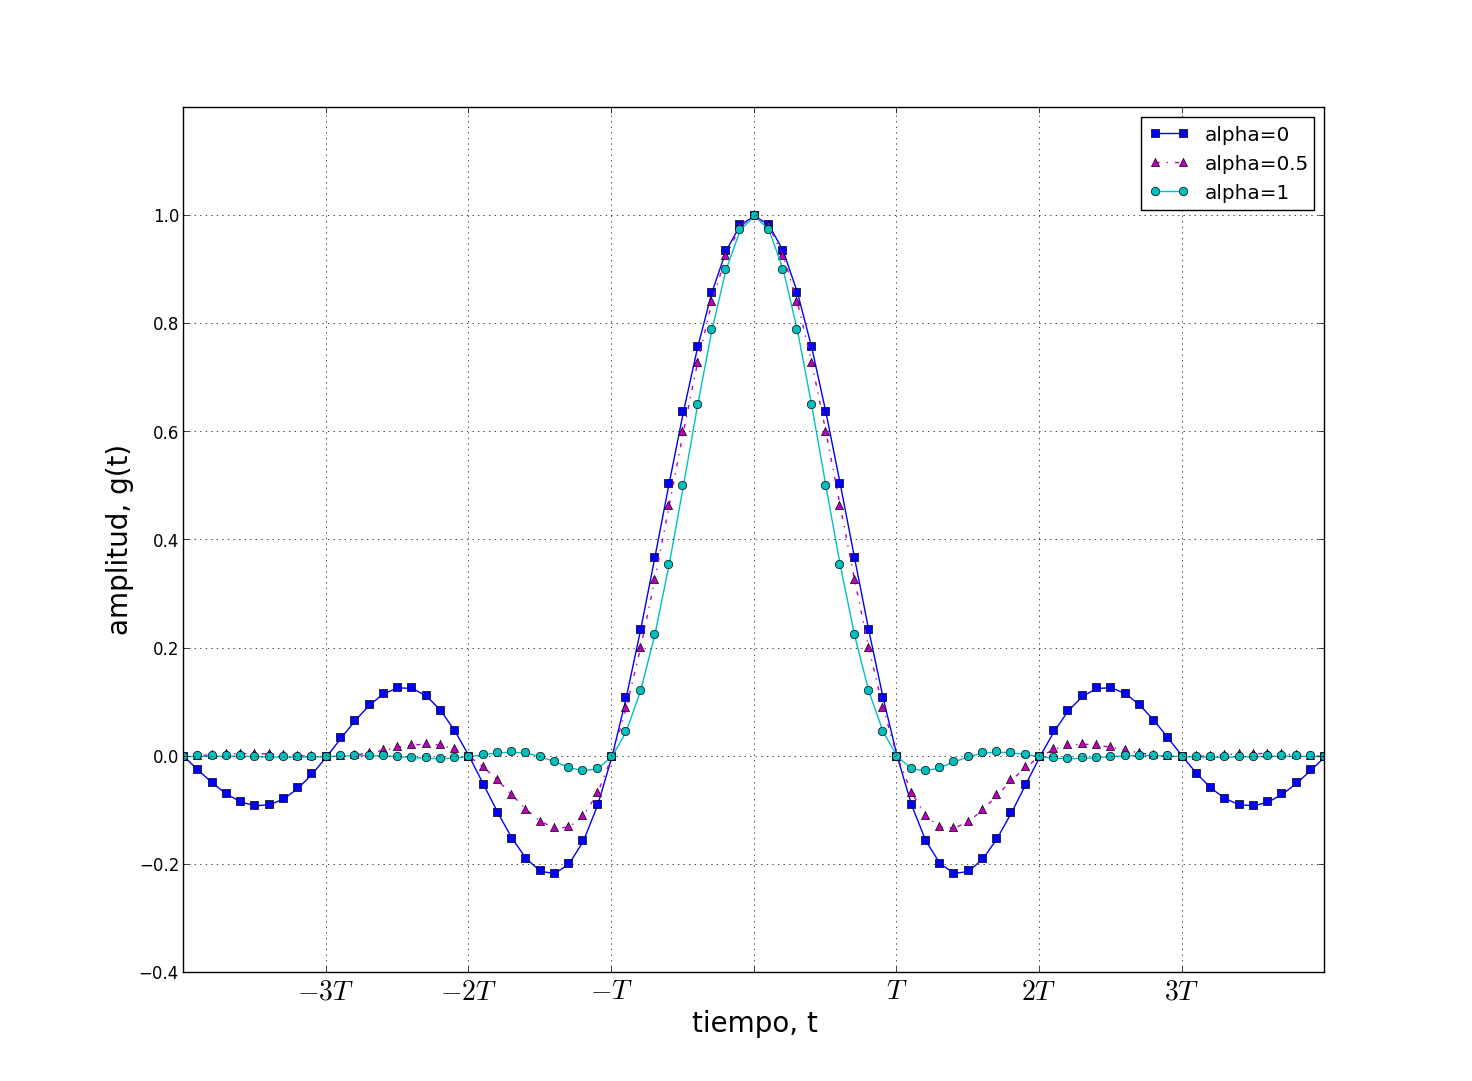 alpha=0
alpha=0.5
alpha=1
1.0
0.8
0.6
0.4
0.2
0.0
−0.2
−0.4
amplitud, g(t)
−3T −2T −T T 2T 3T
tiempo, t